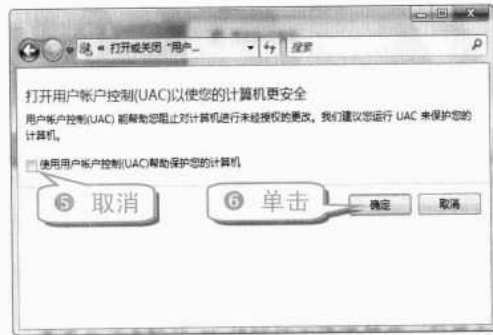 « 打开或关闭 "用户... 搜索
打开用户帐户控制(UAC)以使您的计算机更安全
用户帐户控制(UAC) 能帮助您阻止对计算机进行未经授权的更改。我们建议您运行 UAC 来保护您的
计算机。
使用用户帐户控制(UAC)帮助保护您的计算机
❺ 取消 ❻ 单击 确定 取消